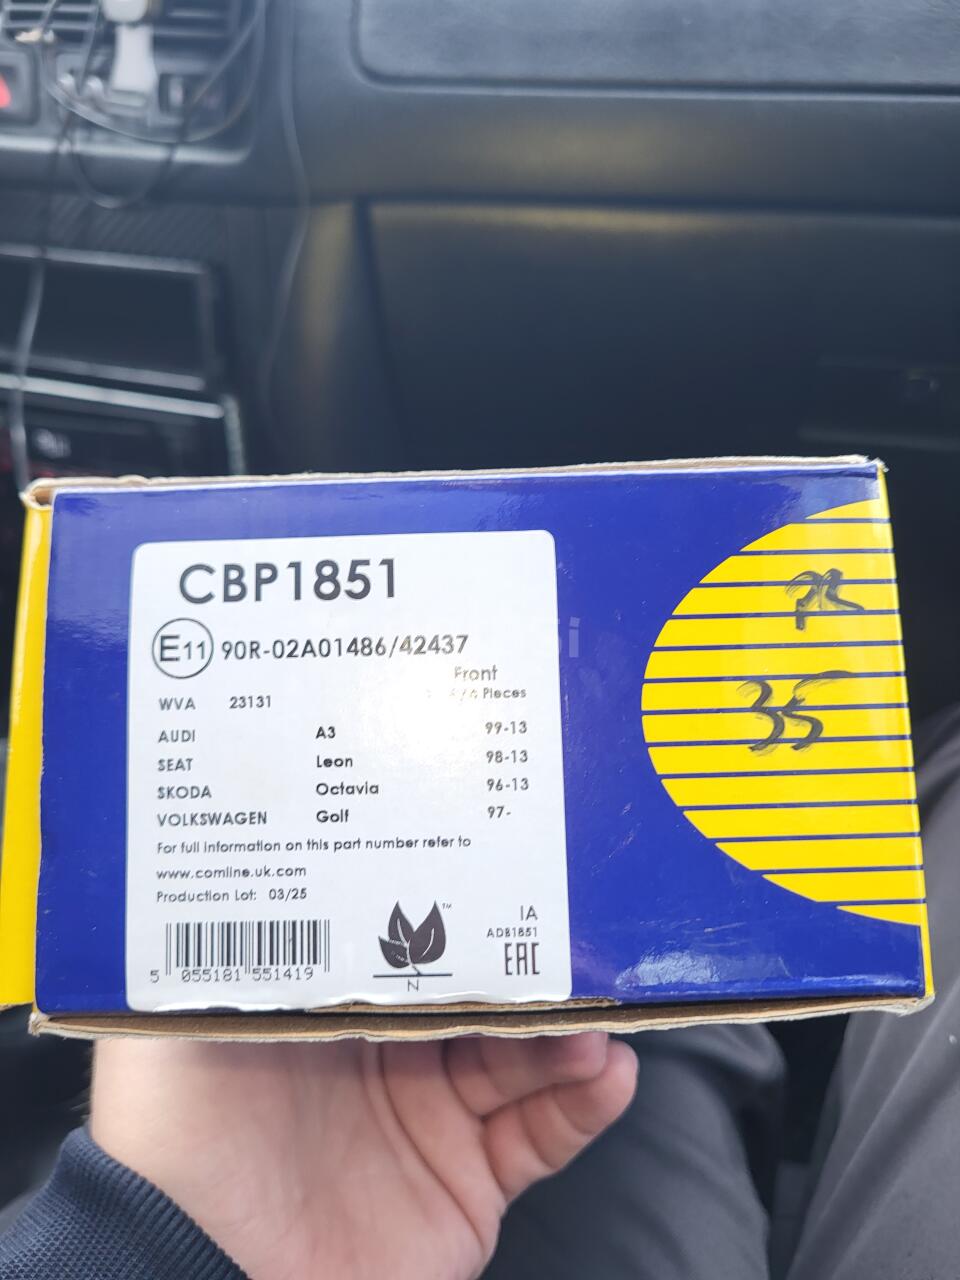 CBP1851
E11 90R-02A01486/42437
Front
Pieces
WVA 23131
AUDI A3 99-13
SEAT Leon 98-13
SKODA Octavia 96-13
VOLKSWAGEN Golf 97-
For full information on this part number refer to
www.comline.uk.com
Production Lot: 03/25
5 055181 551419
N
TM
IA
ADB1851
EAC
35